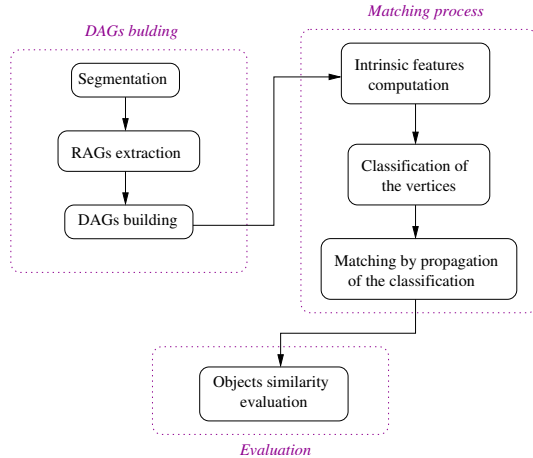 DAGs bulding
Segmentation
RAGs extraction
DAGs building
Matching process
Intrinsic features
computation
Classification of
the vertices
Matching by propagation
of the classification
Objects similarity
evaluation
Evaluation